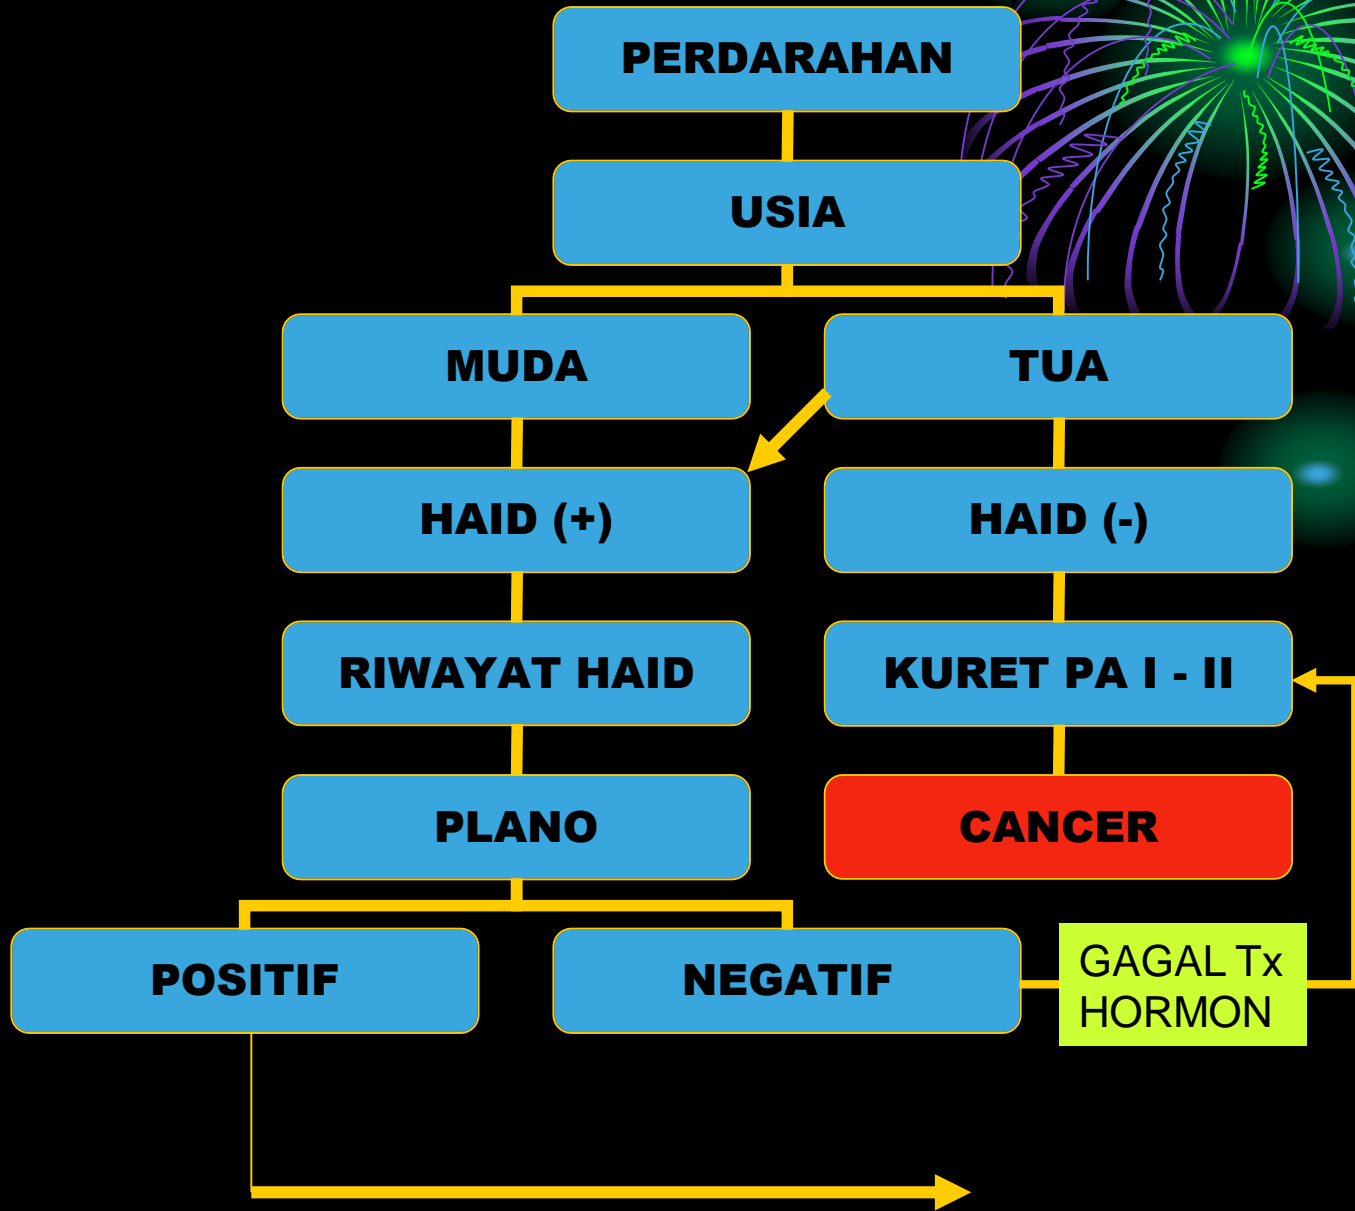 PERDARAHAN
USIA
MUDA
TUA
HAID (+)
HAID (-)
RIWAYAT HAID
KURET PA I - II
PLANO
CANCER
POSITIF
NEGATIF
GAGAL Tx
HORMON